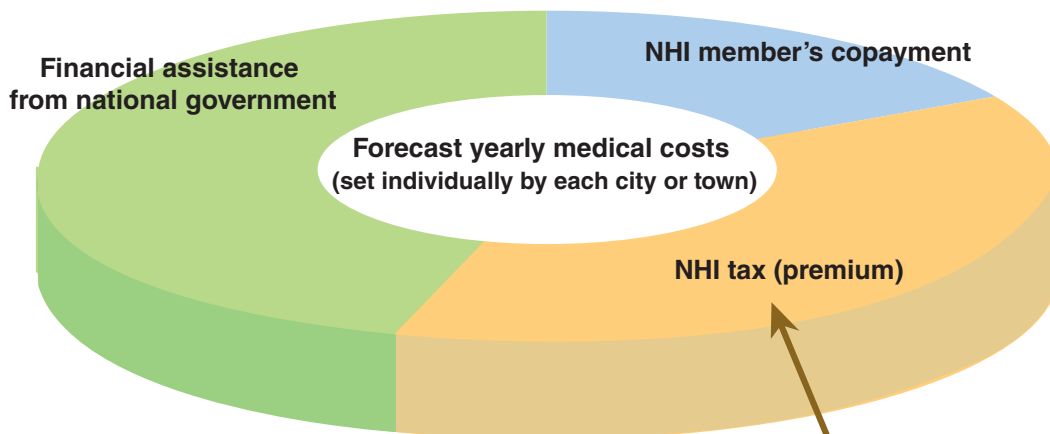 Financial assistance
from national government
NHI member’s copayment
Forecast yearly medical costs
(set individually by each city or town)
NHI tax (premium)